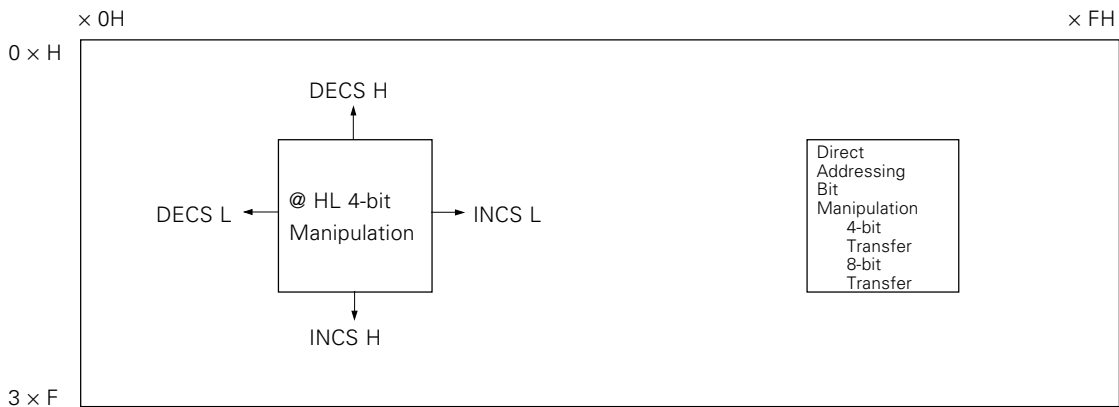 × 0H
× FH
0 × H
DECS H
@ HL 4-bit
Manipulation
DECS L
INCS L
INCS H
Direct
Addressing
Bit
Manipulation
4-bit
Transfer
8-bit
Transfer
3 × F